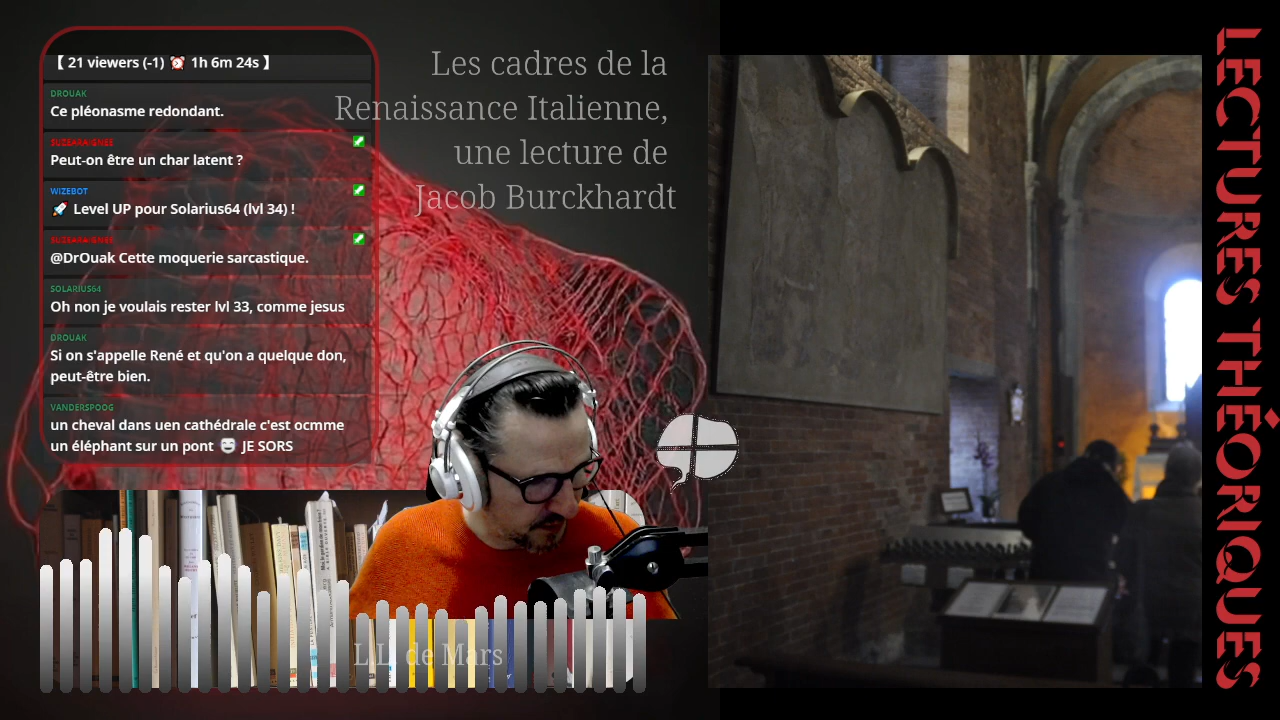 【 21 viewers (-1) ⏰ 1h 6m 24s 】
DROUAK
Ce pléonasme redondant.
SUZEARAIGNEE
Peut-on être un char latent ?
WIZEBOT
🚀 Level UP pour Solarius64 (lvl 34) !
SUZEARAIGNEE
@DrOuak Cette moquerie sarcastique.
SOLARIUS64
Oh non je voulais rester lvl 33, comme jesus
DROUAK
Si on s'appelle René et qu'on a quelque don,
peut-être bien.
VANDERSPOOG
un cheval dans uen cathédrale c'est ocmme
un éléphant sur un pont JE SORS
Les cadres de la
Renaissance Italienne,
une lecture de
Jacob Burckhardt
L.L. de Mars
LECTURES THÉORIQUES